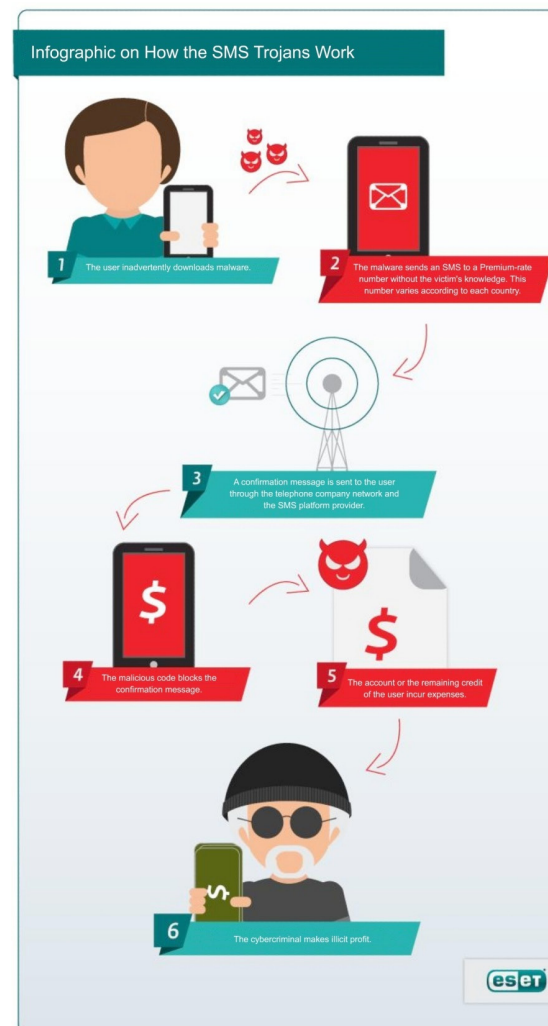 Infographic on How the SMS Trojans Work
1
The user inadvertently downloads malware.
2
The malware sends an SMS to a Premium-rate
number without the victim's knowledge. This
number varies according to each country.
3
A confirmation message is sent to the user
through the telephone company network and
the SMS platform provider.
$
$
4
The malicious code blocks the
confirmation message.
5
The account or the remaining credit
of the user incur expenses.
$
6
The cybercriminal makes illicit profit.
eseT